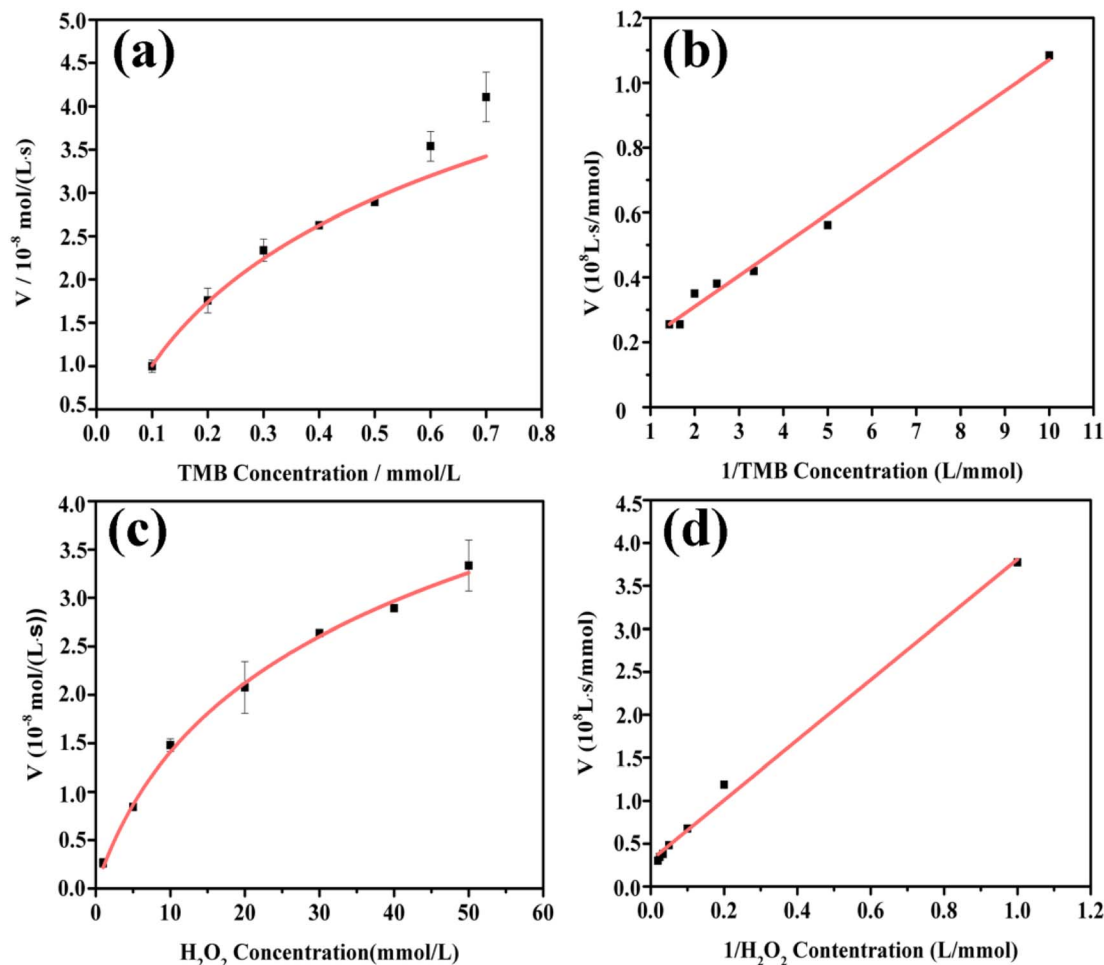 (a)
V / 10⁻⁸ mol/(L·s)
5.0
4.5
4.0
3.5
3.0
2.5
2.0
1.5
1.0
0.5
0.0 0.1 0.2 0.3 0.4 0.5 0.6 0.7 0.8
TMB Concentration / mmol/L
(b)
V (10⁸L·s/mmol)
1.2
1.0
0.8
0.6
0.4
0.2
0
1 2 3 4 5 6 7 8 9 10 11
1/TMB Concentration (L/mmol)
(c)
V (10⁻⁸ mol/(L·s))
4.0
3.5
3.0
2.5
2.0
1.5
1.0
0.5
0.0
0 10 20 30 40 50 60
H₂O₂ Concentration(mmol/L)
(d)
V (10⁸L·s/mmol)
4.5
4.0
3.5
3.0
2.5
2.0
1.5
1.0
0.5
0.0
0.0 0.2 0.4 0.6 0.8 1.0 1.2
1/H₂O₂ Contentration (L/mmol)